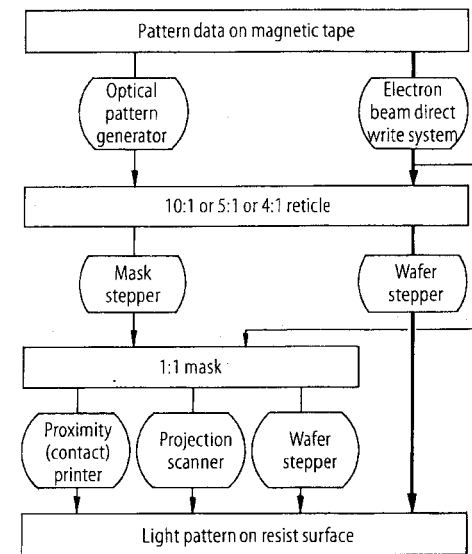 Pattern data on magnetic tape
Optical
pattern
generator
Electron
beam direct
write system
10:1 or 5:1 or 4:1 reticle
Mask
stepper
Wafer
stepper
1:1 mask
Proximity
(contact)
printer
Projection
scanner
Wafer
stepper
Light pattern on resist surface